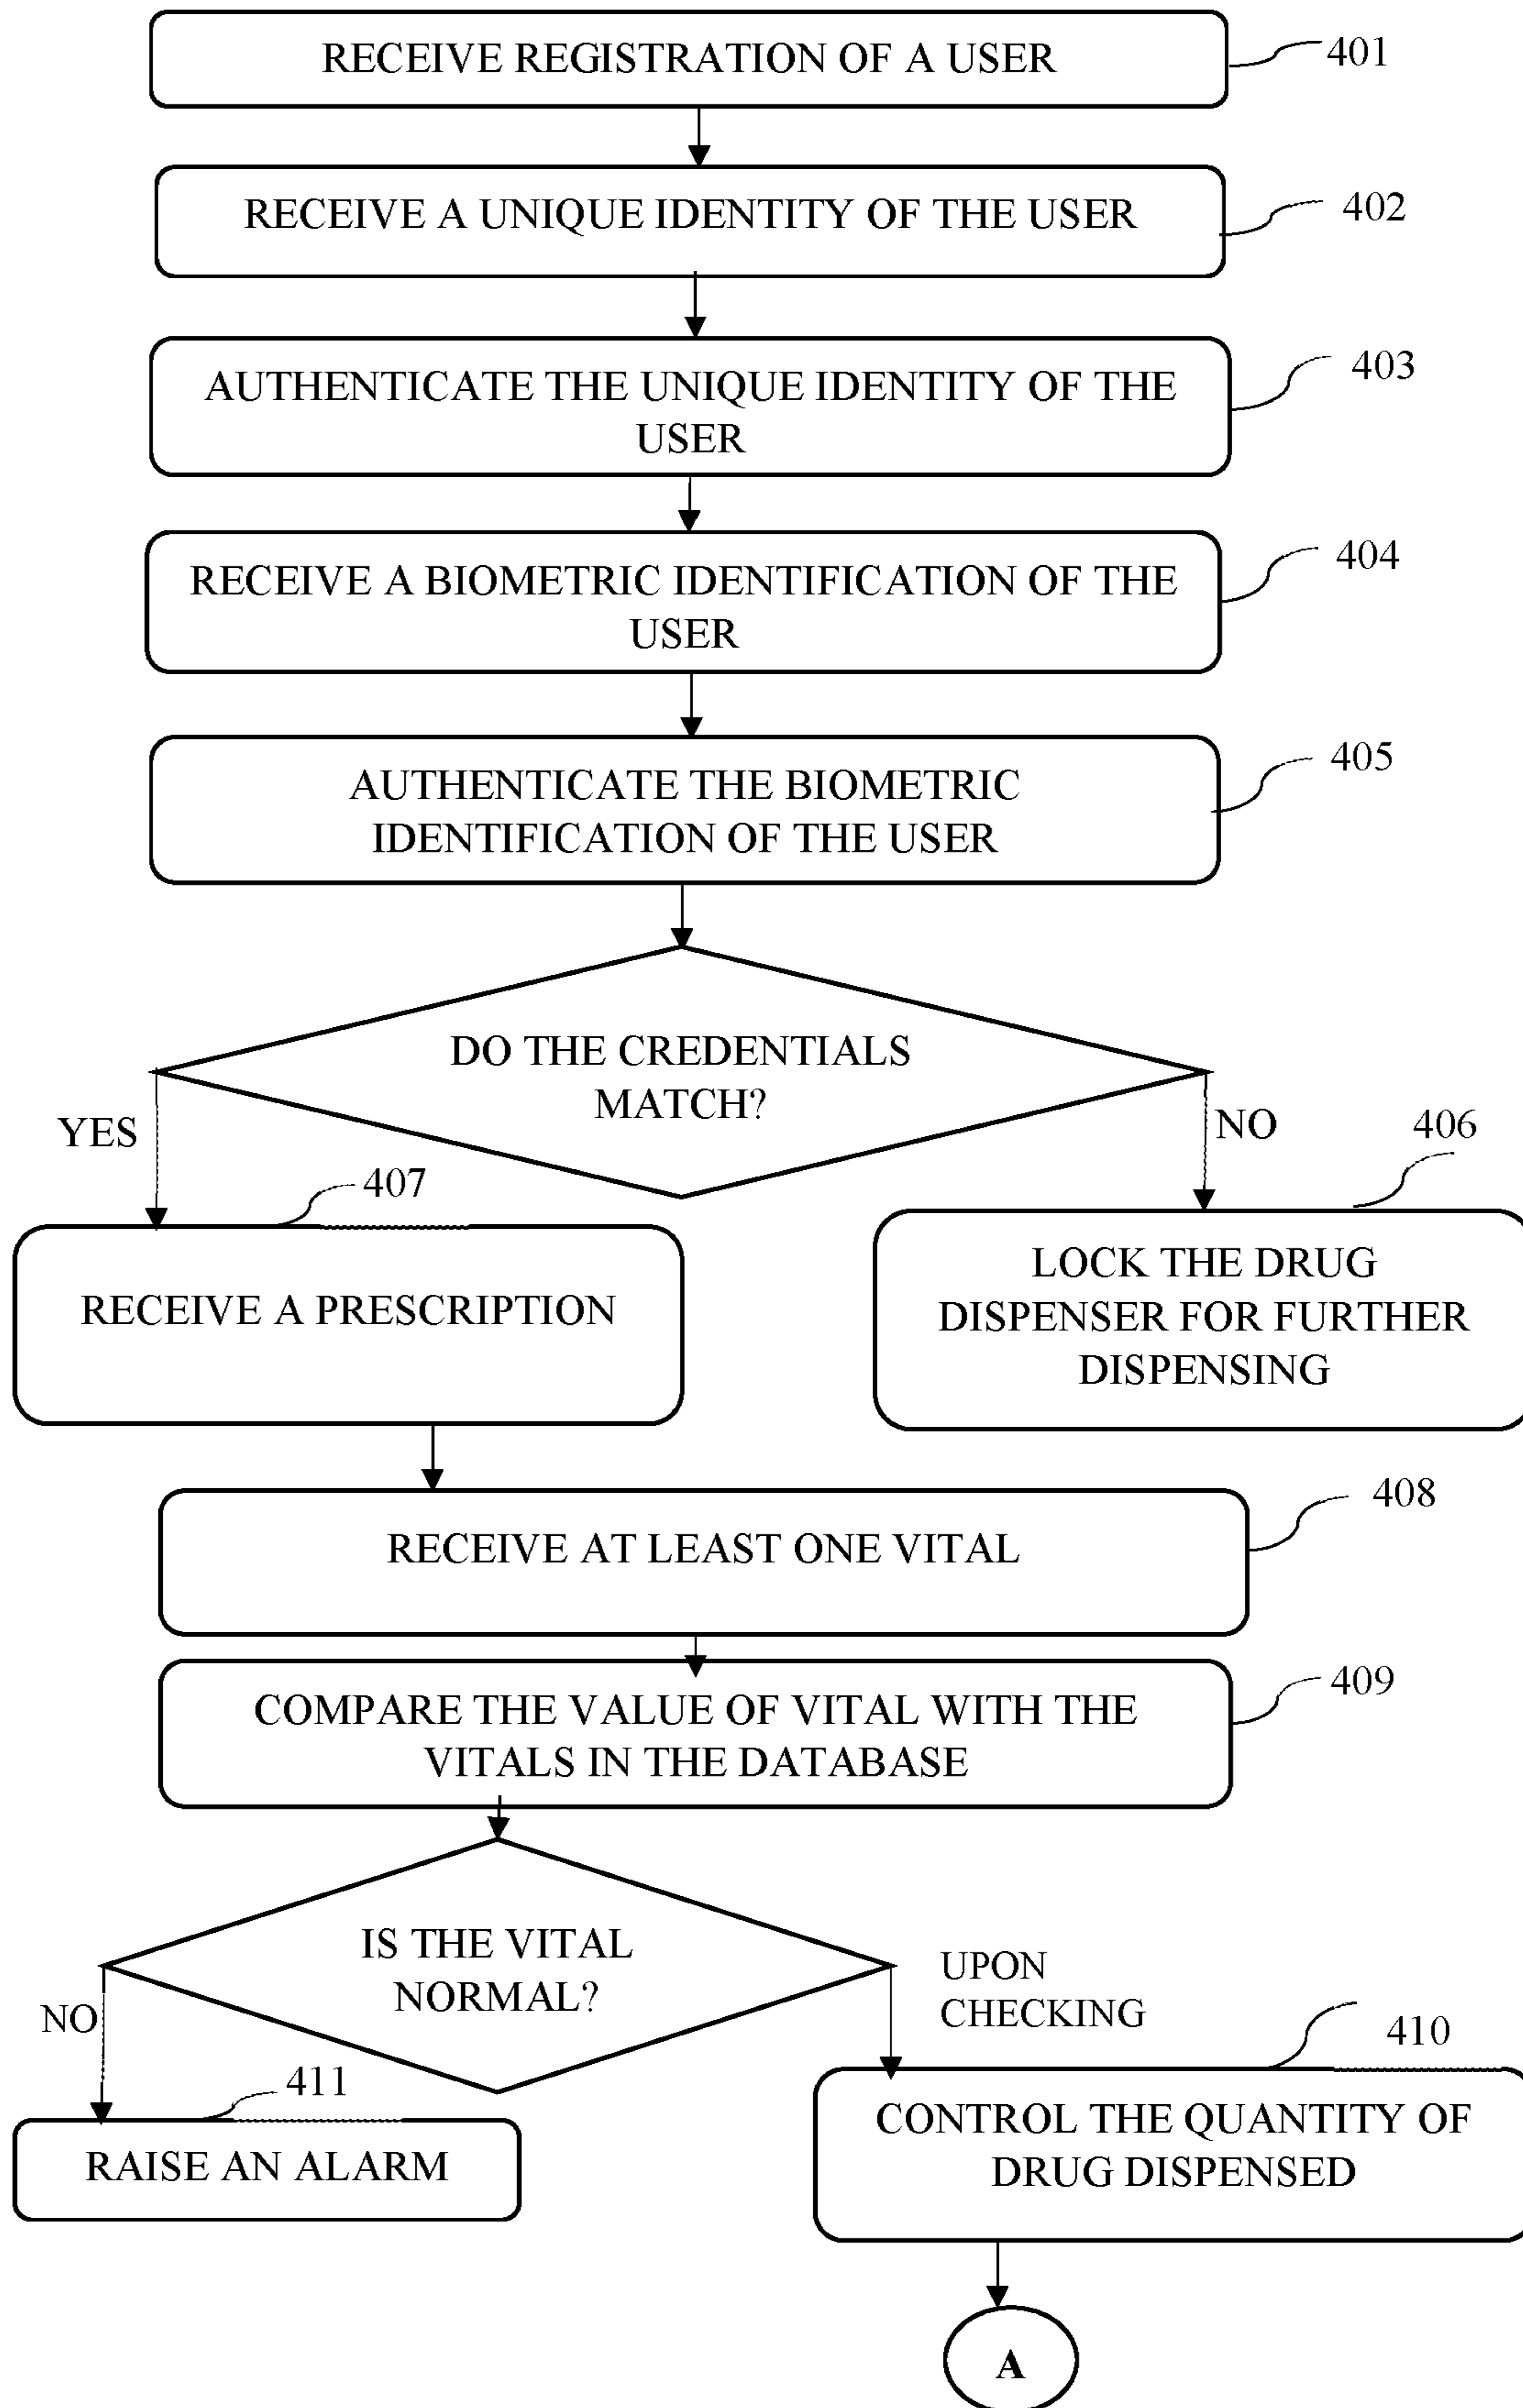 RECEIVE REGISTRATION OF A USER
401
RECEIVE A UNIQUE IDENTITY OF THE USER
402
AUTHENTICATE THE UNIQUE IDENTITY OF THE
USER
403
RECEIVE A BIOMETRIC IDENTIFICATION OF THE
USER
404
AUTHENTICATE THE BIOMETRIC
IDENTIFICATION OF THE USER
405
DO THE CREDENTIALS
MATCH?
YES
NO
406
407
RECEIVE A PRESCRIPTION
LOCK THE DRUG
DISPENSER FOR FURTHER
DISPENSING
RECEIVE AT LEAST ONE VITAL
408
COMPARE THE VALUE OF VITAL WITH THE
VITALS IN THE DATABASE
409
IS THE VITAL
NORMAL?
NO
UPON
CHECKING
410
411
RAISE AN ALARM
CONTROL THE QUANTITY OF
DRUG DISPENSED
A